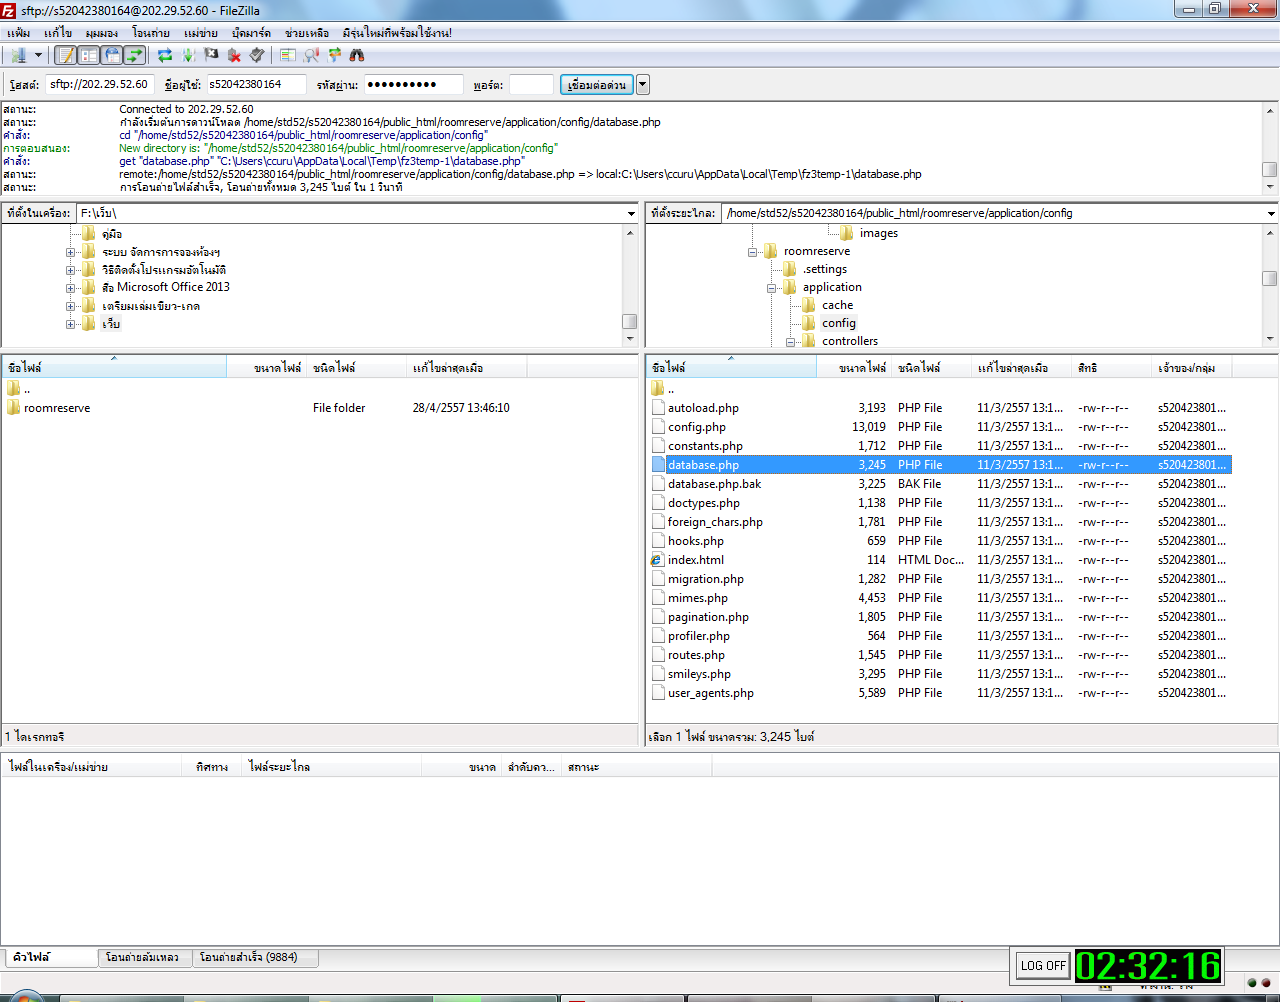 sftp://s52042380164@202.29.52.60 - FileZilla
แฟ้ม แก้ไข มุมมอง โอนถ่าย แม่ข่าย บุ๊คมาร์ค ช่วยเหลือ มีรุ่นใหม่ที่พร้อมใช้งาน!
โฮสต์: sftp://202.29.52.60 ชื่อผู้ใช้: s52042380164 รหัสผ่าน: ●●●●●●●●●● พอร์ต: เชื่อมต่อด่วน
สถานะ: Connected to 202.29.52.60
สถานะ: กำลังเริ่มต้นการดาวน์โหลด /home/std52/s52042380164/public_html/roomreserve/application/config/database.php
คำสั่ง: cd "/home/std52/s52042380164/public_html/roomreserve/application/config"
การตอบสนอง: New directory is: "/home/std52/s52042380164/public_html/roomreserve/application/config"
คำสั่ง: get "database.php" "C:\Users\ccuru\AppData\Local\Temp\fz3temp-1\database.php"
สถานะ: remote:/home/std52/s52042380164/public_html/roomreserve/application/config/database.php => local:C:\Users\ccuru\AppData\Local\Temp\fz3temp-1\database.php
สถานะ: การโอนถ่ายไฟล์สำเร็จ, โอนถ่ายทั้งหมด 3,245 ไบต์ ใน 1 วินาที
ที่ตั้งในเครื่อง: F:\เว็บ\
คู่มือ
ระบบ จัดการการจองห้องฯ
วิธีติดตั้งโปรแกรมอัตโนมัติ
สื่อ Microsoft Office 2013
เตรียมเล่มเขียว-เกด
เว็บ
ที่ตั้งระยะไกล: /home/std52/s52042380164/public_html/roomreserve/application/config
images
roomreserve
.settings
application
cache
config
controllers
ชื่อไฟล์ ขนาดไฟล์ ชนิดไฟล์ แก้ไขล่าสุดเมื่อ
..
roomreserve File folder 28/4/2557 13:46:10
1 ไดเรกทอรี
ชื่อไฟล์ ขนาดไฟล์ ชนิดไฟล์ แก้ไขล่าสุดเมื่อ สิทธิ เจ้าของ/กลุ่ม
..
autoload.php 3,193 PHP File 11/3/2557 13:1... -rw-r--r-- s520423801...
config.php 13,019 PHP File 11/3/2557 13:1... -rw-r--r-- s520423801...
constants.php 1,712 PHP File 11/3/2557 13:1... -rw-r--r-- s520423801...
database.php 3,245 PHP File 11/3/2557 13:1... -rw-r--r-- s520423801...
database.php.bak 3,225 BAK File 11/3/2557 13:1... -rw-r--r-- s520423801...
doctypes.php 1,138 PHP File 11/3/2557 13:1... -rw-r--r-- s520423801...
foreign_chars.php 1,781 PHP File 11/3/2557 13:1... -rw-r--r-- s520423801...
hooks.php 659 PHP File 11/3/2557 13:1... -rw-r--r-- s520423801...
index.html 114 HTML Doc... 11/3/2557 13:1... -rw-r--r-- s520423801...
migration.php 1,282 PHP File 11/3/2557 13:1... -rw-r--r-- s520423801...
mimes.php 4,453 PHP File 11/3/2557 13:1... -rw-r--r-- s520423801...
pagination.php 1,805 PHP File 11/3/2557 13:1... -rw-r--r-- s520423801...
profiler.php 564 PHP File 11/3/2557 13:1... -rw-r--r-- s520423801...
routes.php 1,545 PHP File 11/3/2557 13:1... -rw-r--r-- s520423801...
smileys.php 3,295 PHP File 11/3/2557 13:1... -rw-r--r-- s520423801...
user_agents.php 5,589 PHP File 11/3/2557 13:1... -rw-r--r-- s520423801...
เลือก 1 ไฟล์ ขนาดรวม: 3,245 ไบต์
ไฟล์ในเครื่อง/แม่ข่าย ทิศทาง ไฟล์ระยะไกล ขนาด ลำดับคว... สถานะ
คิวไฟล์ โอนถ่ายล้มเหลว โอนถ่ายสำเร็จ (9884)
LOG OFF 02:32:16